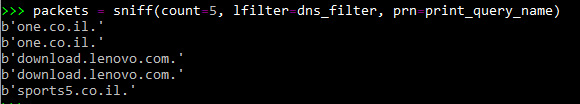 >>> packets = sniff(count=5, lfilter=dns_filter, prn=print_query_name)
b'one.co.il.'
b'one.co.il.'
b'download.lenovo.com.'
b'download.lenovo.com.'
b'sports5.co.il.'